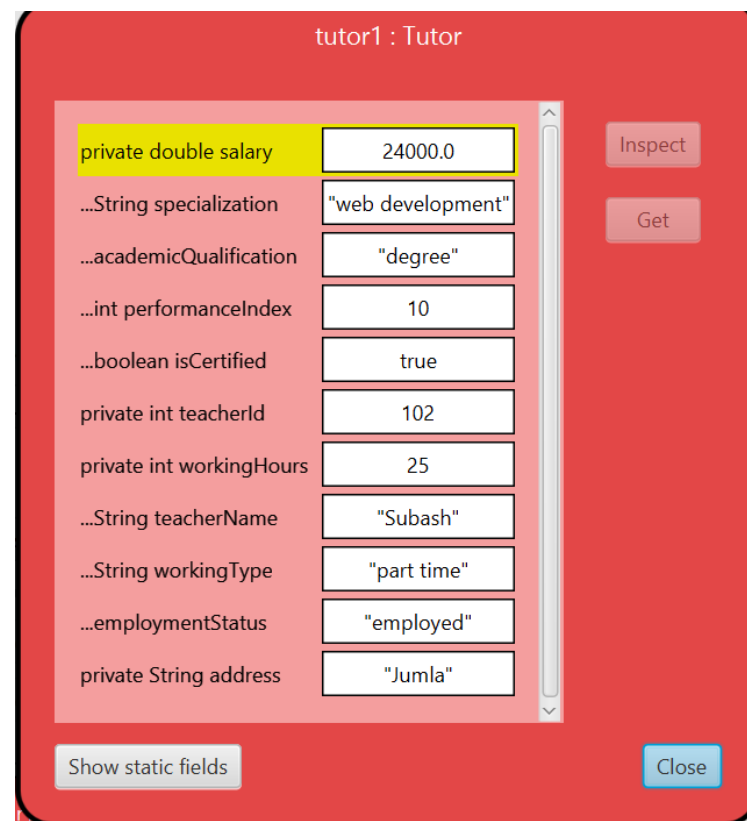 tutor1 : Tutor
private double salary 24000.0
...String specialization "web development"
...academicQualification "degree"
...int performanceIndex 10
...boolean isCertified true
private int teacherId 102
private int workingHours 25
...String teacherName "Subash"
...String workingType "part time"
...employmentStatus "employed"
private String address "Jumla"
Inspect
Get
Show static fields
Close